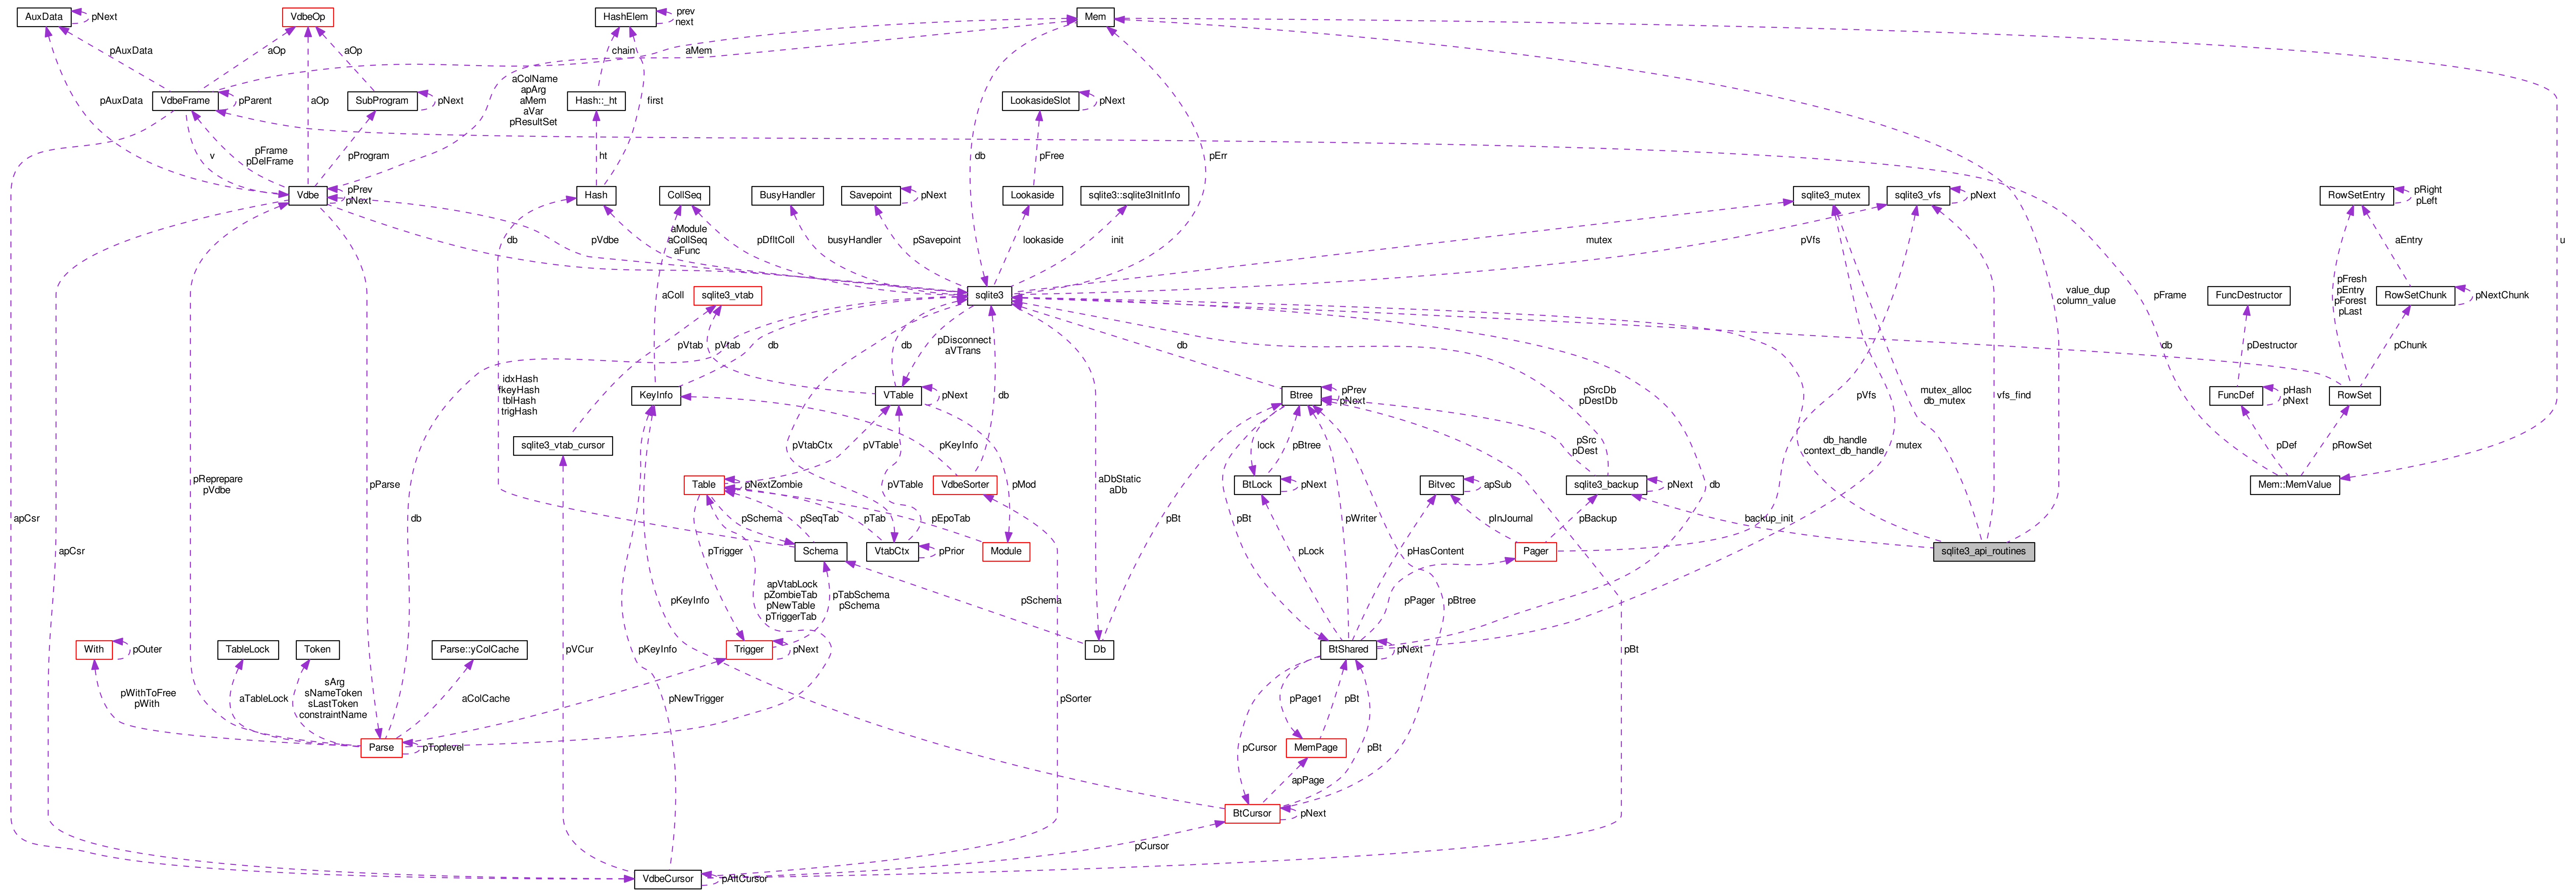 AuxData
pNext
VdbeOp
HashElem
prev
next
Mem
pAuxData
aOp
aOp
chain
aMem
VdbeFrame
pParent
SubProgram
pNext
Hash::_ht
LookasideSlot
pNext
pAuxData
aOp
aColName
apArg
aMem
aVar
pResultSet
first
v
pFrame
pDelFrame
pProgram
ht
pFree
db
pErr
Vdbe
pPrev
pNext
Hash
CollSeq
BusyHandler
Savepoint
pNext
Lookaside
sqlite3::sqlite3InitInfo
sqlite3_mutex
sqlite3_vfs
pNext
RowSetEntry
pRight
pLeft
db
aModule
aCollSeq
aFunc
pVdbe
pDfltColl
busyHandler
pSavepoint
lookaside
init
mutex
pVfs
aEntry
u
aColl
sqlite3_vtab
sqlite3
value_dup
column_value
pFrame
FuncDestructor
pFresh
pEntry
pForest
pLast
RowSetChunk
pNextChunk
pVtab
pVtab
db
db
pDisconnect
aVTrans
db
db
pDestructor
pChunk
idxHash
fkeyHash
tblHash
trigHash
KeyInfo
VTable
pNext
db
Btree
pPrev
pNext
pSrcDb
pDestDb
pVfs
mutex_alloc
db_mutex
vfs_find
FuncDef
pHash
pNext
RowSet
sqlite3_vtab_cursor
pVtabCtx
pVTable
pKeyInfo
lock
pBtree
pSrc
pDest
db_handle
context_db_handle
mutex
pDef
pRowSet
pReprepare
pVdbe
pParse
Table
pNextZombie
pVTable
VdbeSorter
pMod
aDbStatic
aDb
BtLock
pNext
Bitvec
apSub
sqlite3_backup
pNext
db
Mem::MemValue
apCsr
apCsr
db
pSchema
pSeqTab
pTab
pEpoTab
pBt
pBt
pWriter
pInJournal
pBackup
backup_init
pTrigger
Schema
VtabCtx
pPrior
Module
pLock
pHasContent
Pager
sqlite3_api_routines
pKeyInfo
apVtabLock
pZombieTab
pNewTable
pTriggerTab
pTabSchema
pSchema
pSchema
pPager
pBtree
With
pOuter
TableLock
Token
Parse::yColCache
pVCur
pKeyInfo
Trigger
pNext
Db
BtShared
pNext
pBt
pWithToFree
pWith
aTableLock
sArg
sNameToken
sLastToken
constraintName
aColCache
pNewTrigger
pSorter
pPage1
pBt
Parse
pToplevel
pCursor
MemPage
pBt
apPage
BtCursor
pNext
pCursor
VdbeCursor
pAltCursor